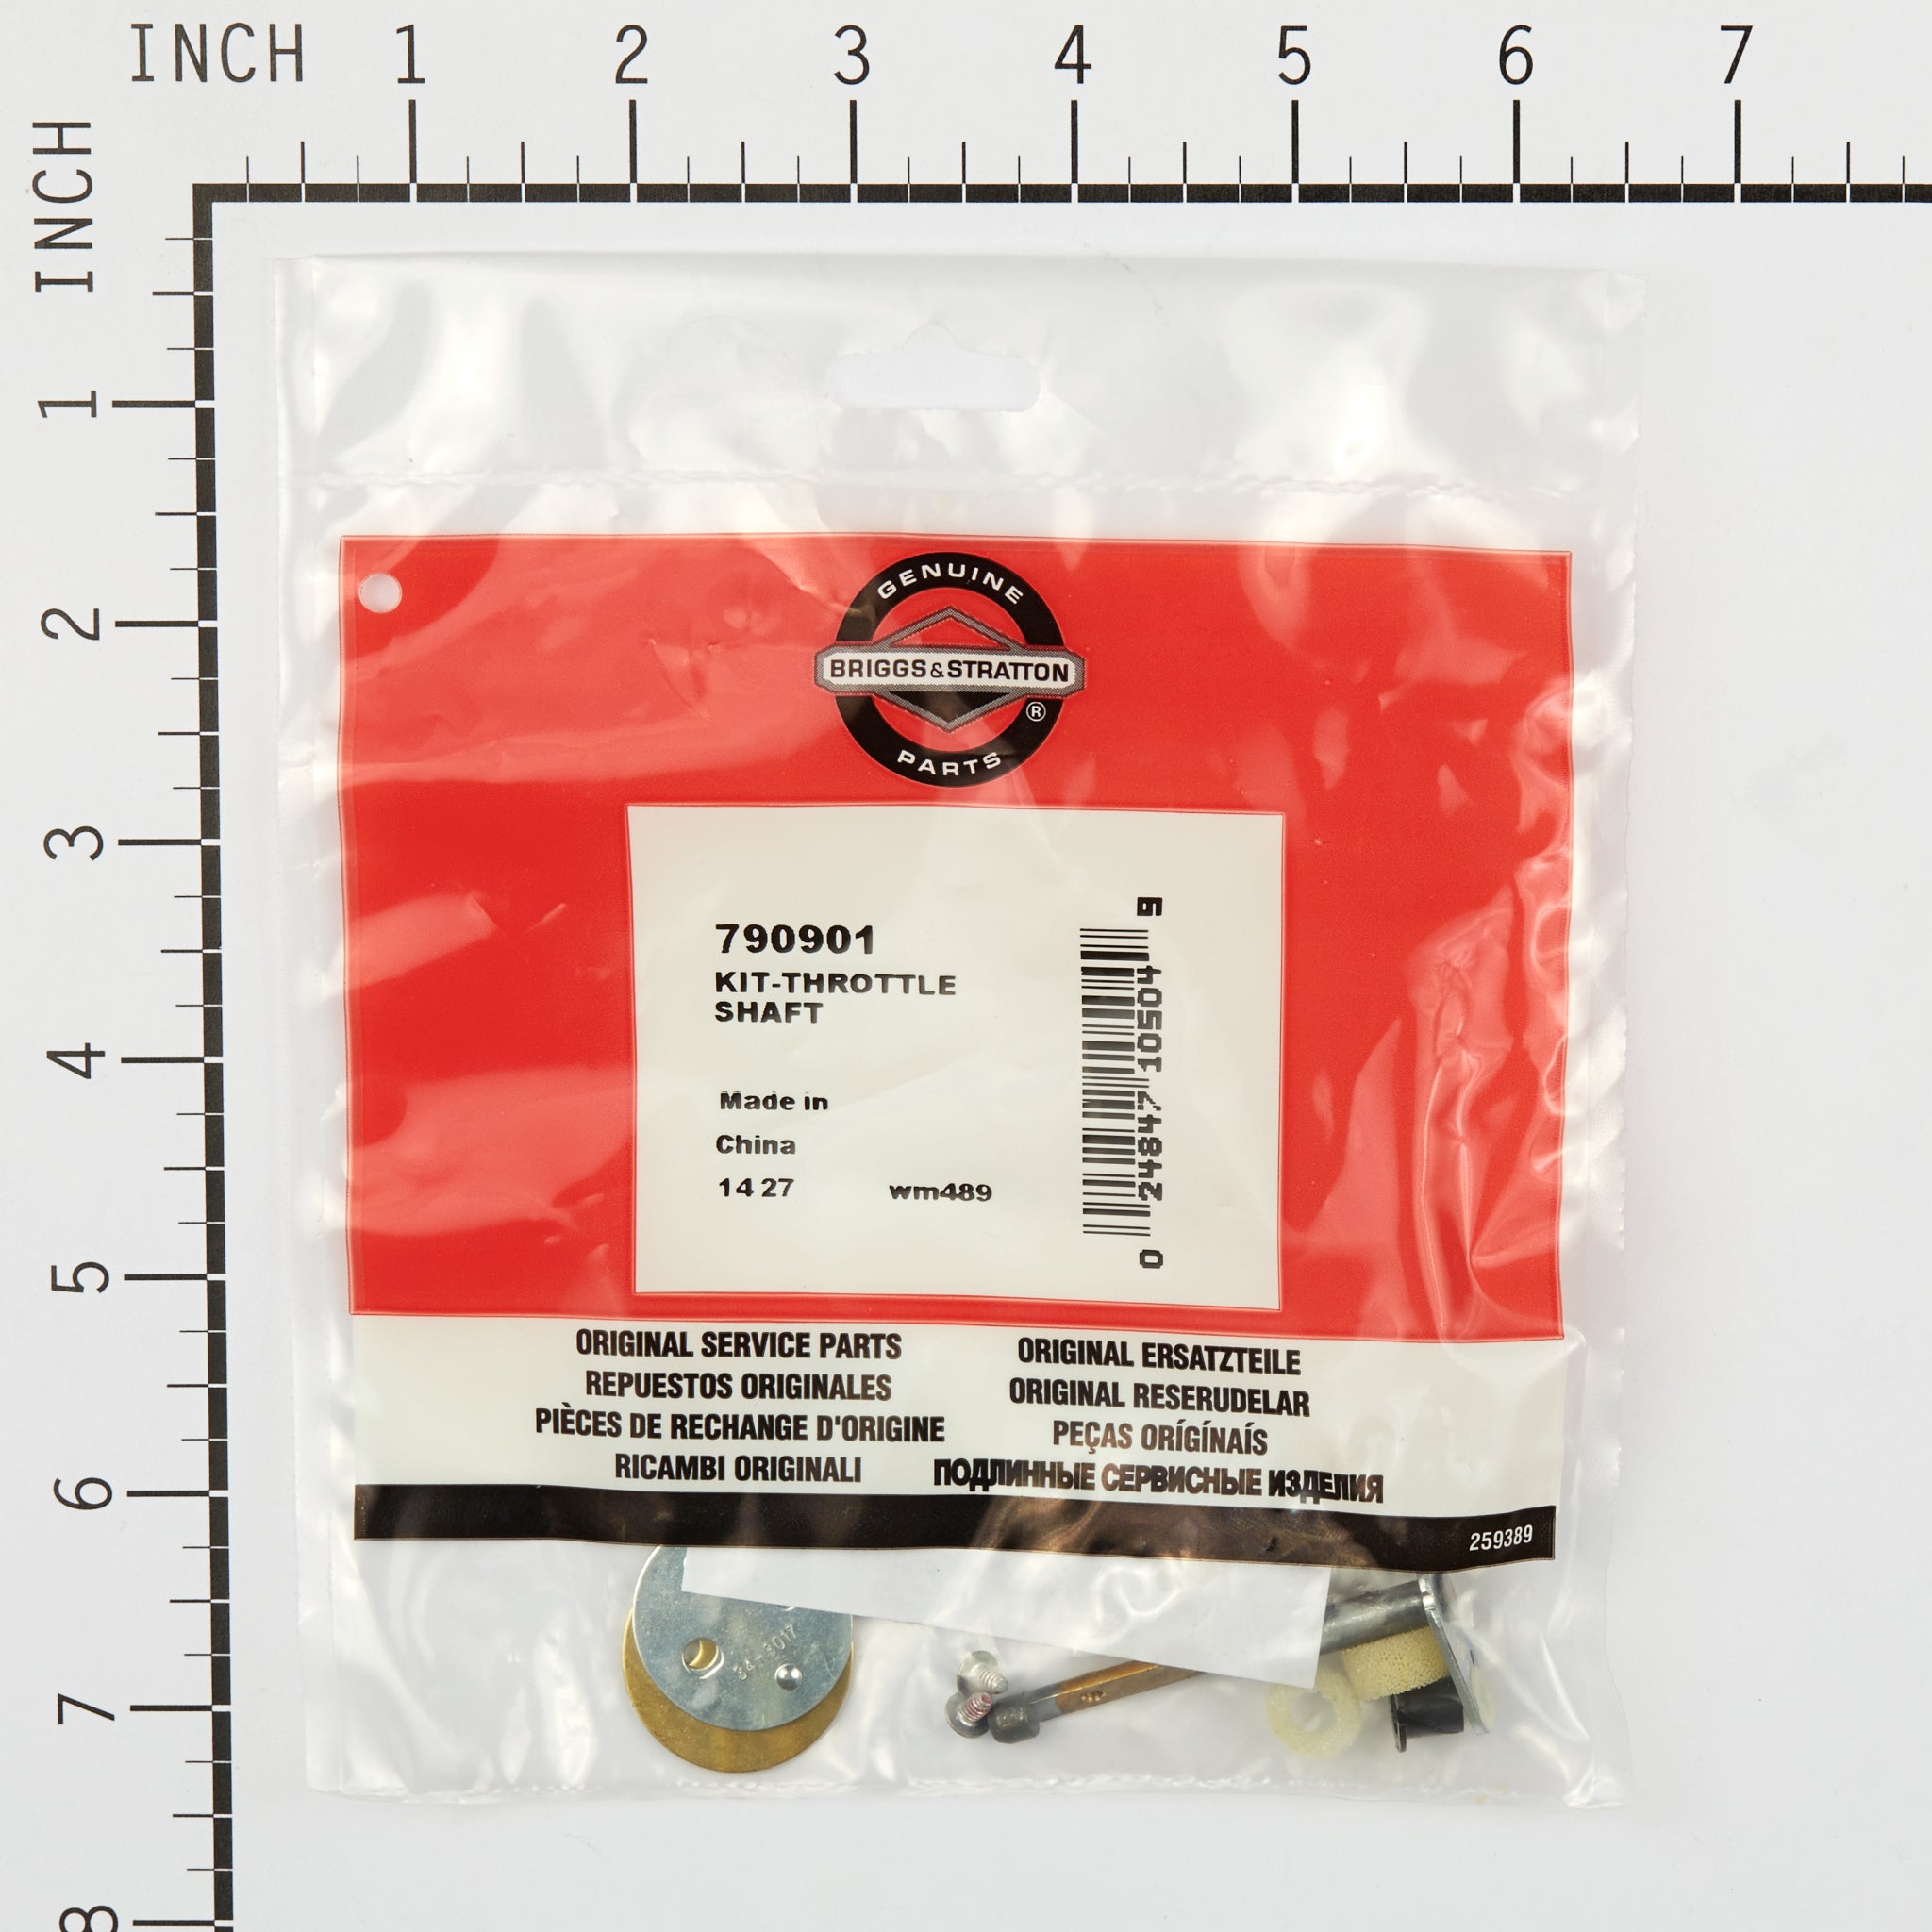 INCH 1 2 3 4 5 6 7
INCH 1 2 3 4 5 6 7 8
GENUINE
BRIGGS&STRATTON
®
PARTS
790901
KIT-THROTTLE
SHAFT
Made in
China
14 27 wm489
0 24847 10504 9
ORIGINAL SERVICE PARTS
REPUESTOS ORIGINALES
PIÈCES DE RECHANGE D'ORIGINE
RICAMBI ORIGINALI
ORIGINAL ERSATZTEILE
ORIGINAL RESERUDELAR
PEÇAS ORÍGÍNAÍS
ПОДЛИННЫЕ СЕРВИСНЫЕ ИЗДЕЛИЯ
259389